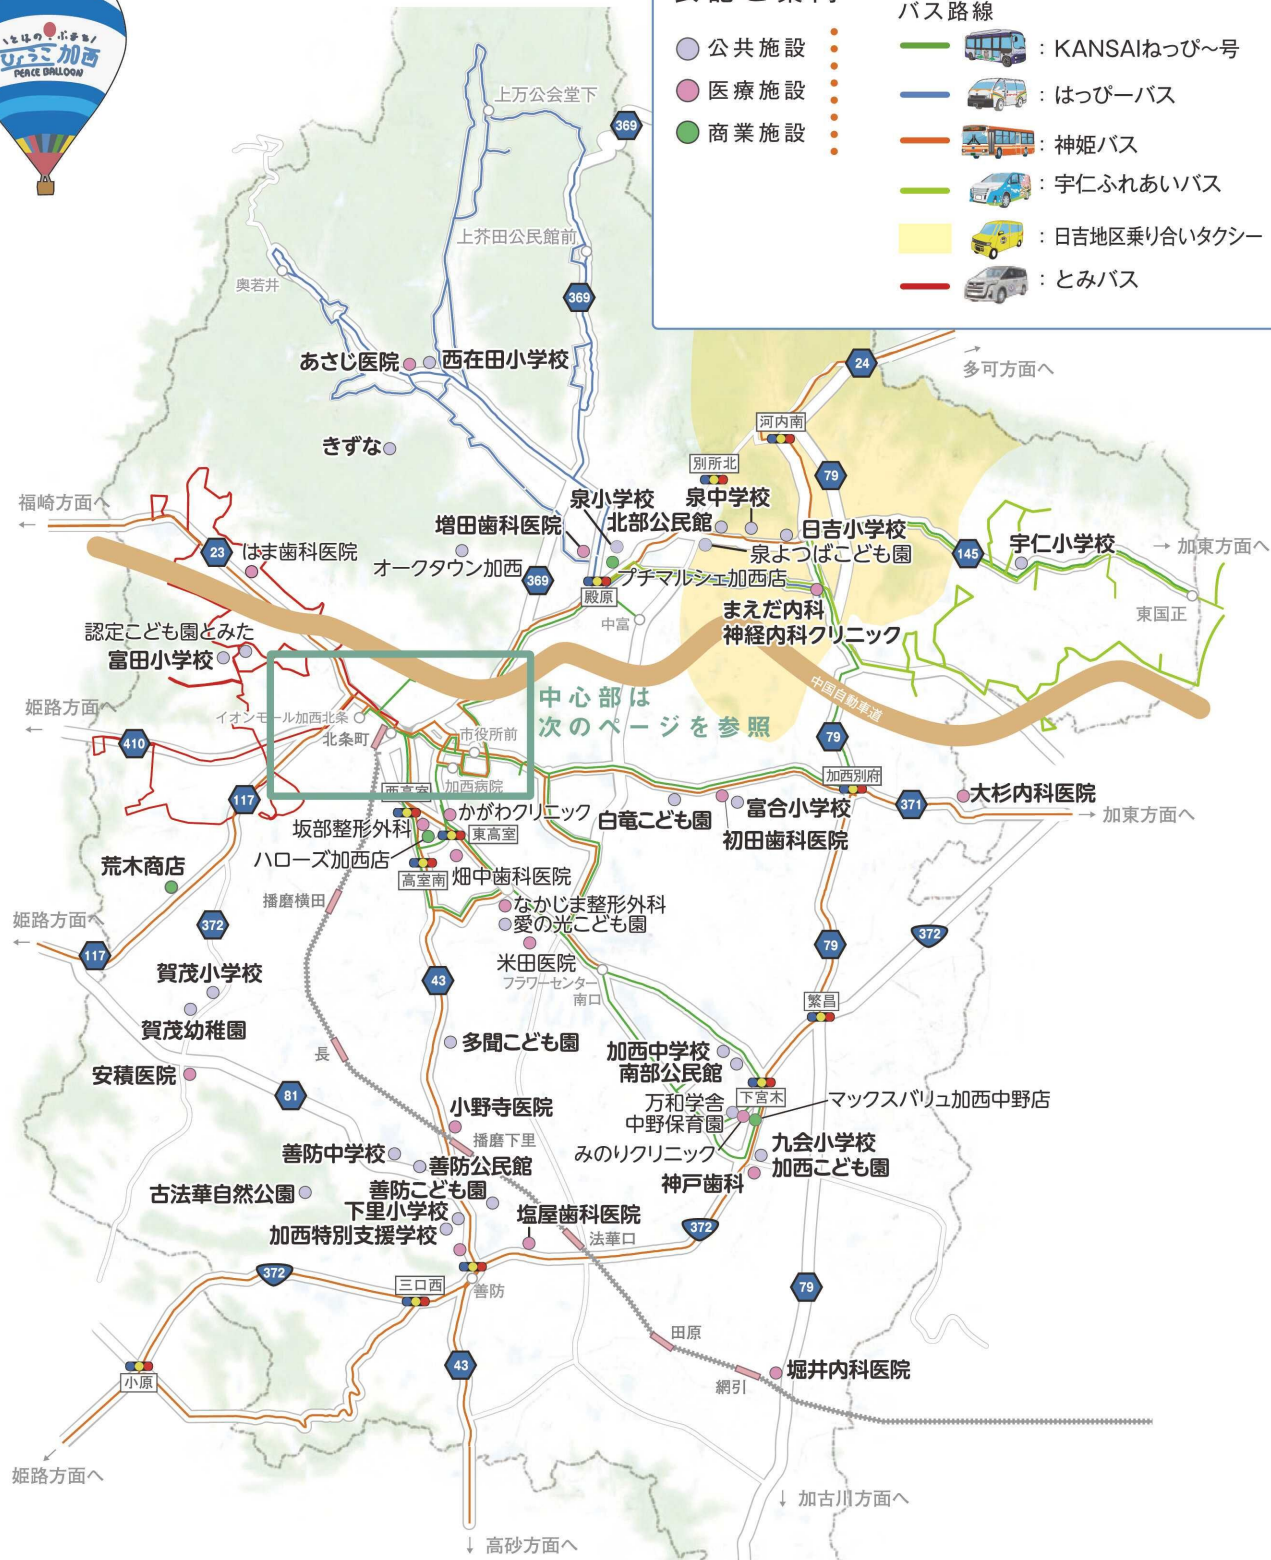 いとほの・ぷまち!
ひょうご加西
PEACE BALLOON
バス路線
公共施設
医療施設
商業施設
: KANSAIねっぴ～号
: はっぴーバス
: 神姫バス
: 宇仁ふれあいバス
: 日吉地区乗り合いタクシー
: とみバス
上万公会堂下
369
上芥田公民館前
奥若井
369
あさじ医院
西在田小学校
24
多可方面へ
河内南
きずな
別所北
79
福崎方面へ
泉小学校
泉中学校
増田歯科医院
北部公民館
日吉小学校
23
はま歯科医院
オークタウン加西
369
泉よつばこども園
145
宇仁小学校
加東方面へ
プチマルシェ加西店
殿原
まえだ内科
神経内科クリニック
中富
東国正
認定こども園とみた
富田小学校
中国自動車道
中心部は
次のページを参照
姫路方面へ
イオンモール加西北条
北条町
市役所前
410
79
加西病院
加西別府
117
西高室
かがわクリニック
白竜こども園
富合小学校
371
大杉内科医院
加東方面へ
坂部整形外科
東高室
初田歯科医院
ハローズ加西店
荒木商店
高室南
畑中歯科医院
播磨横田
なかじま整形外科
愛の光こども園
姫路方面へ
372
372
117
79
米田医院
賀茂小学校
43
フラワーセンター
南口
繁昌
賀茂幼稚園
多聞こども園
加西中学校
南部公民館
長
安積医院
下宮木
81
万和学舎
マックスバリュ加西中野店
小野寺医院
中野保育園
播磨下里
善防中学校
みのりクリニック
九会小学校
善防公民館
加西こども園
古法華自然公園
善防こども園
神戸歯科
下里小学校
塩屋歯科医院
加西特別支援学校
372
法華口
372
三口西
善防
79
田原
小原
43
網引
堀井内科医院
姫路方面へ
加古川方面へ
高砂方面へ